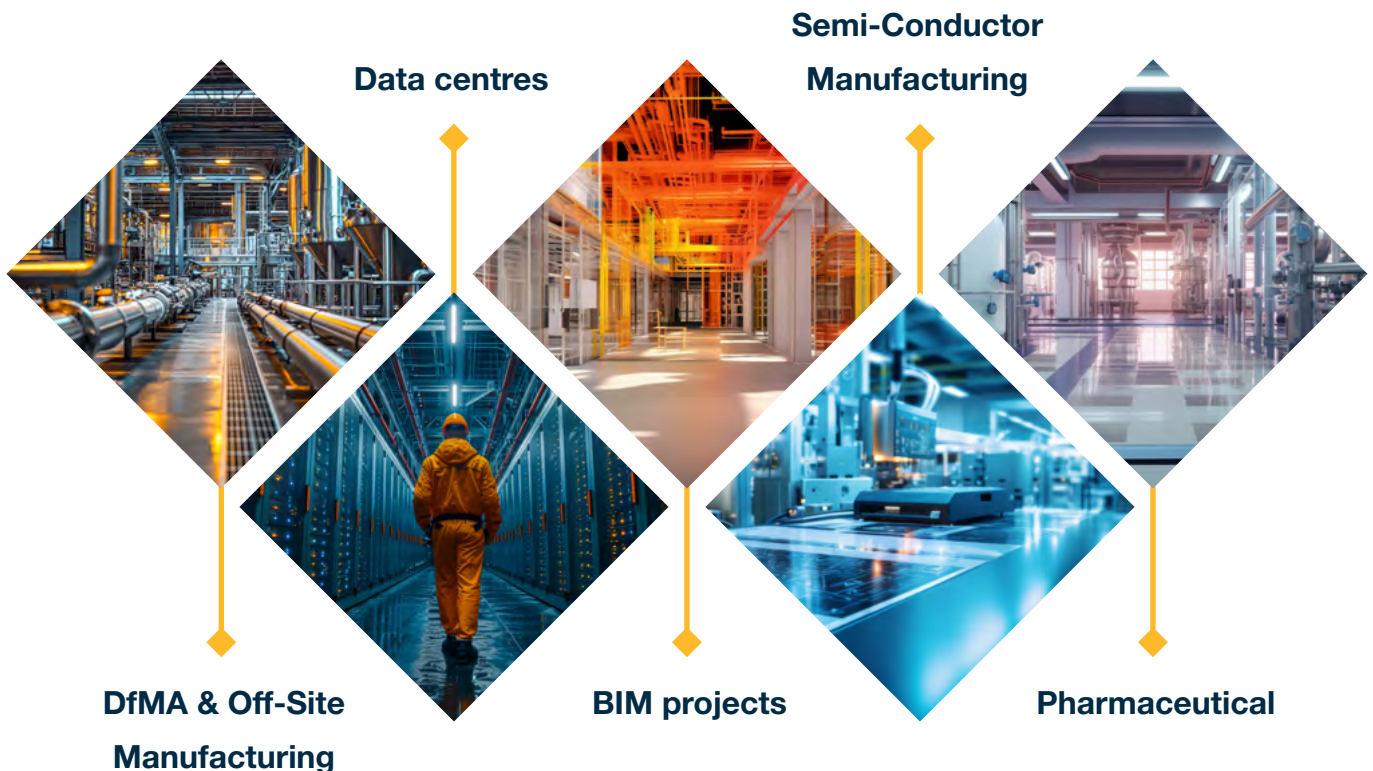 Semi-Conductor
Manufacturing
Data centres
DfMA & Off-Site
Manufacturing
BIM projects
Pharmaceutical